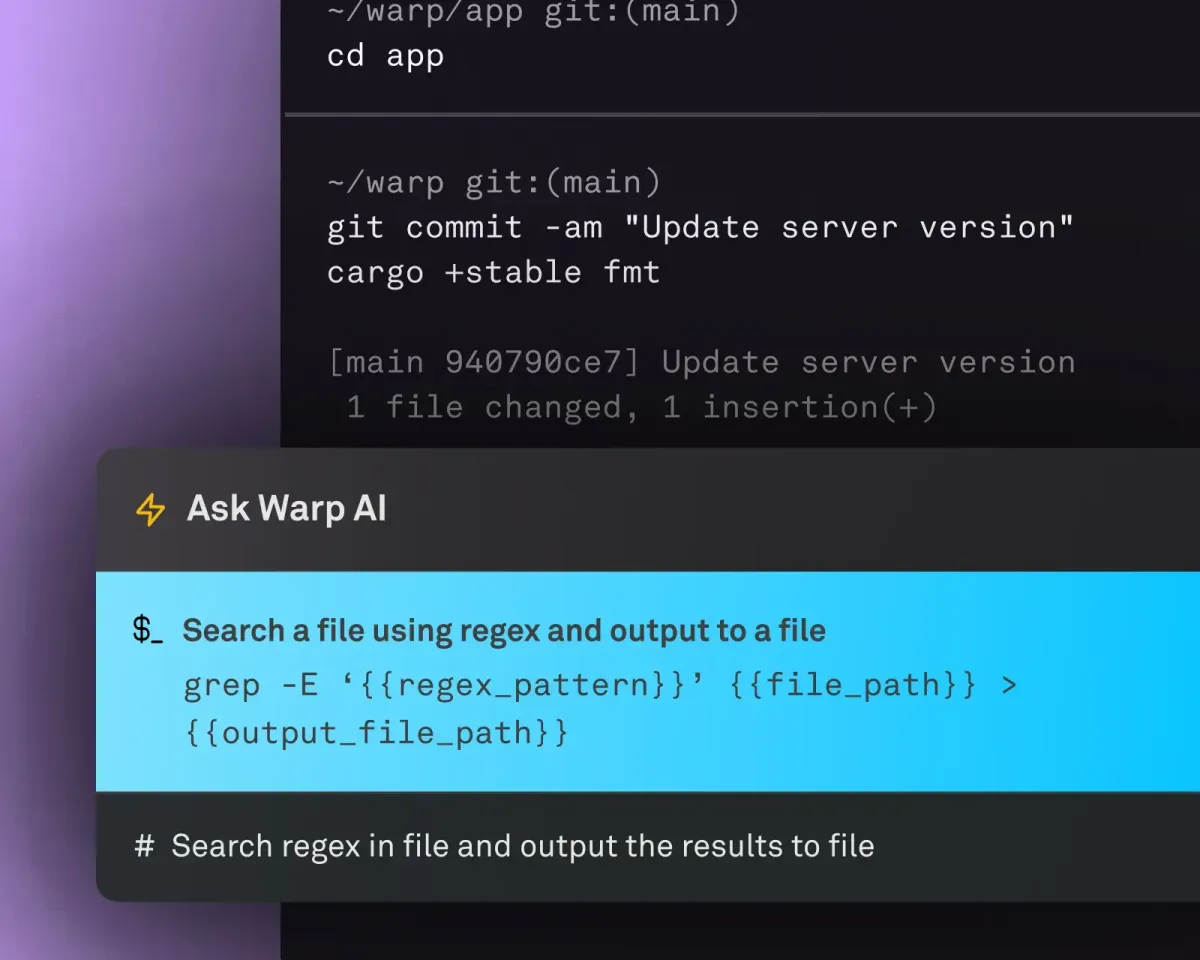 ~/warp/app git:(main)
cd app
~/warp git:(main)
git commit -am "Update server version"
cargo +stable fmt
[main 940790ce7] Update server version
1 file changed, 1 insertion(+)
Ask Warp AI
$_ Search a file using regex and output to a file
grep -E ‘{{regex_pattern}}’ {{file_path}} >
{{output_file_path}}
# Search regex in file and output the results to file